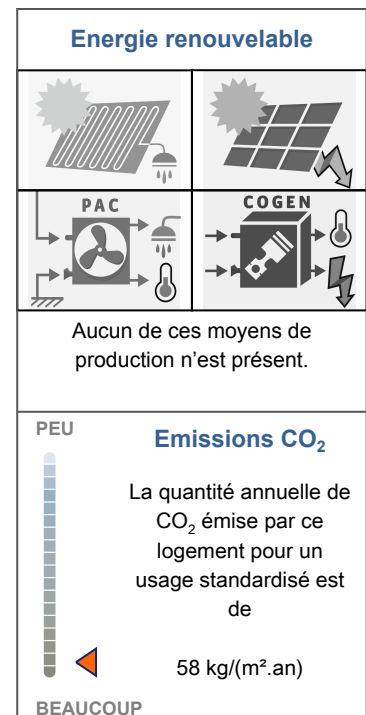 Energie renouvelable
PAC
COGEN
Aucun de ces moyens de
production n'est présent.
PEU
Emissions CO₂
La quantité annuelle de
CO₂ émise par ce
logement pour un
usage standardisé est
de
58 kg/(m².an)
BEAUCOUP